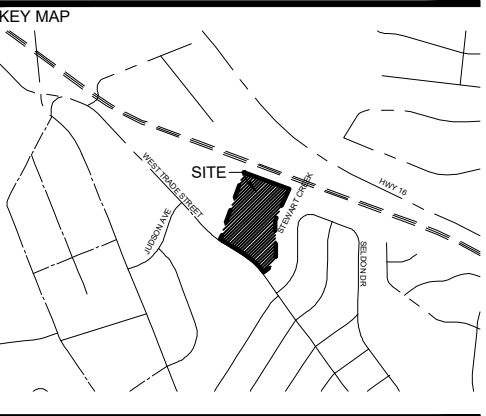 KEY MAP
SITE
WEST TRADE STREET
STEWART CREEK
HWY 16
JUDSON AVE
SELDON DR